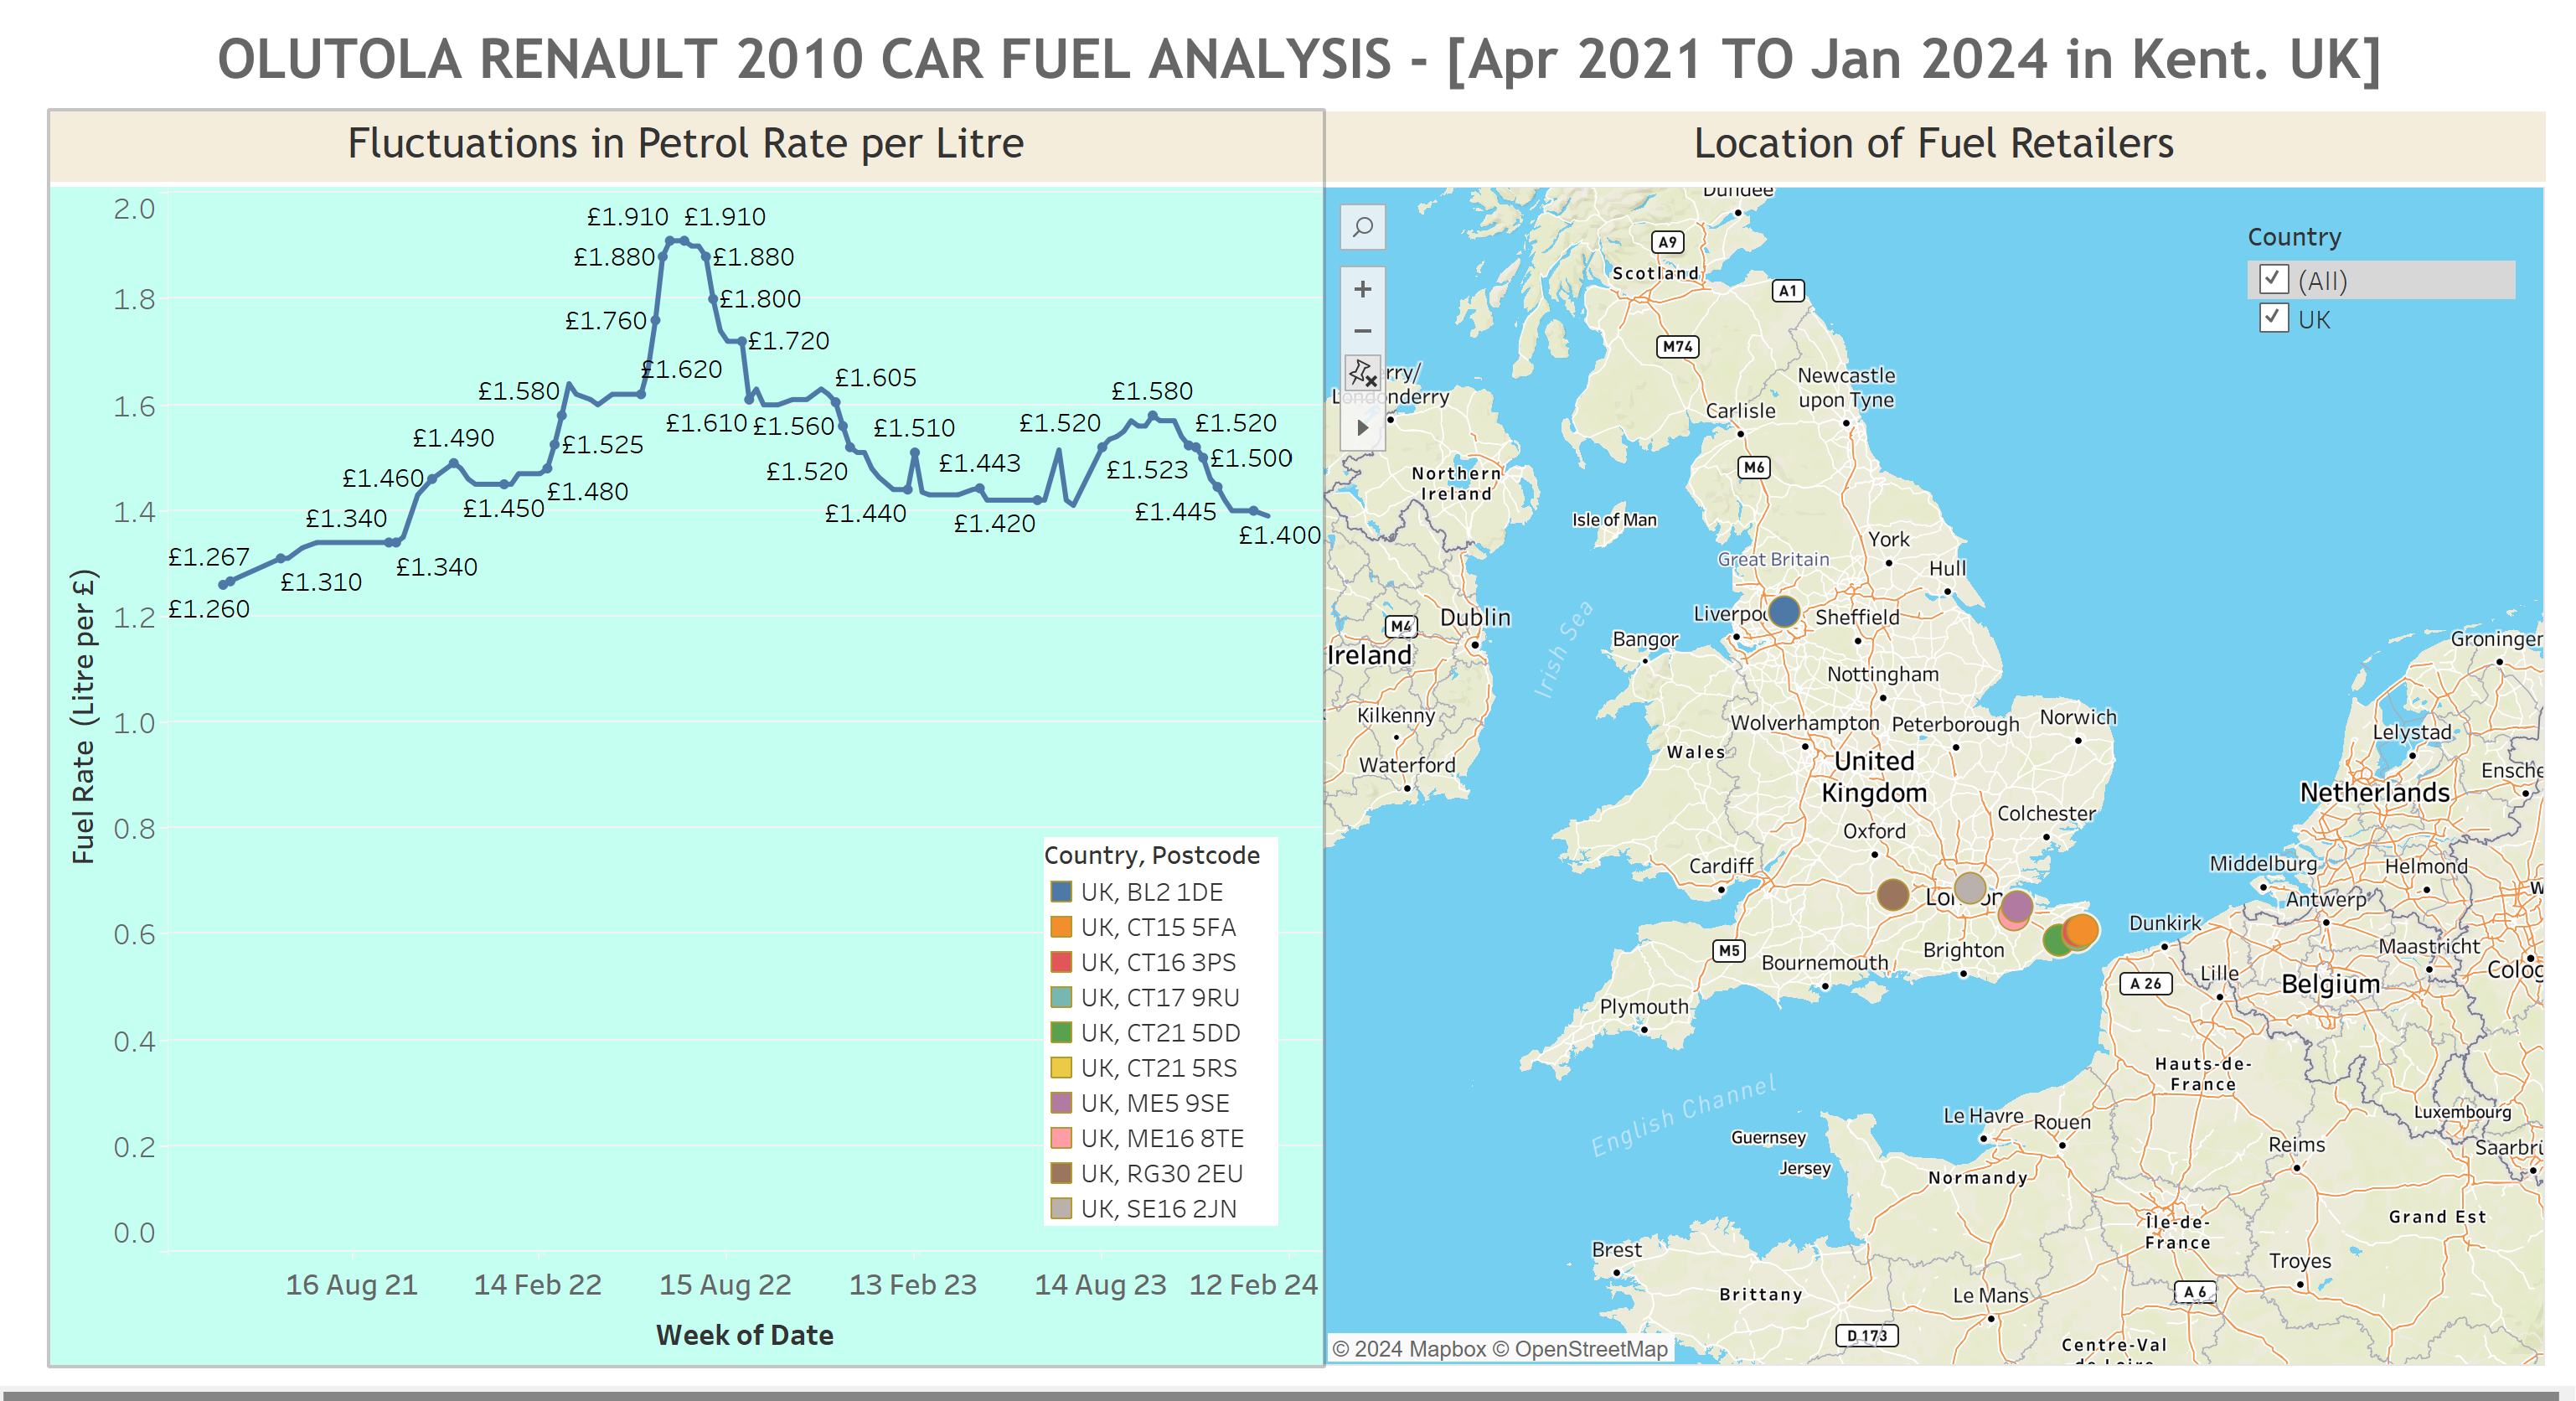 OLUTOLA RENAULT 2010 CAR FUEL ANALYSIS - [Apr 2021 TO Jan 2024 in Kent. UK]
Fluctuations in Petrol Rate per Litre
2.0
1.8
1.6
1.4
1.2
1.0
0.8
0.6
0.4
0.2
0.0
Fuel Rate (Litre per £)
£1.910 £1.910
£1.880 £1.880
£1.800
£1.760
£1.720
£1.620
£1.580
£1.605
£1.580
£1.610 £1.560
£1.510
£1.520
£1.520
£1.490
£1.525
£1.443
£1.500
£1.460
£1.520
£1.523
£1.480
£1.450
£1.440
£1.445
£1.340
£1.420
£1.400
£1.267
£1.340
£1.310
£1.260
Country, Postcode
UK, BL2 1DE
UK, CT15 5FA
UK, CT16 3PS
UK, CT17 9RU
UK, CT21 5DD
UK, CT21 5RS
UK, ME5 9SE
UK, ME16 8TE
UK, RG30 2EU
UK, SE16 2JN
16 Aug 21
14 Feb 22
15 Aug 22
13 Feb 23
14 Aug 23
12 Feb 24
Week of Date
Location of Fuel Retailers
Country
(All)
UK
Dundee
A9
Scotland
A1
M74
Newcastle
upon Tyne
Carlisle
M6
Northern
Ireland
Isle of Man
York
Great Britain
Hull
Sheffield
M4
Dublin
Bangor
Ireland
Irish Sea
Nottingham
Kilkenny
Wolverhampton
Peterborough
Norwich
Wales
Waterford
United
Kingdom
Colchester
Oxford
Cardiff
M5
Bournemouth
Brighton
Plymouth
English Channel
Guernsey
Jersey
Lelystad
Netherlands
Middelburg
Helmond
Antwerp
Dunkirk
Maastricht
A 26
Lille
Belgium
Hauts-de-
France
Le Havre
Rouen
Luxembourg
Reims
Normandy
Île-de-
France
Grand Est
Brest
Troyes
Brittany
Le Mans
A 6
D 173
Centre-Val
© 2024 Mapbox © OpenStreetMap